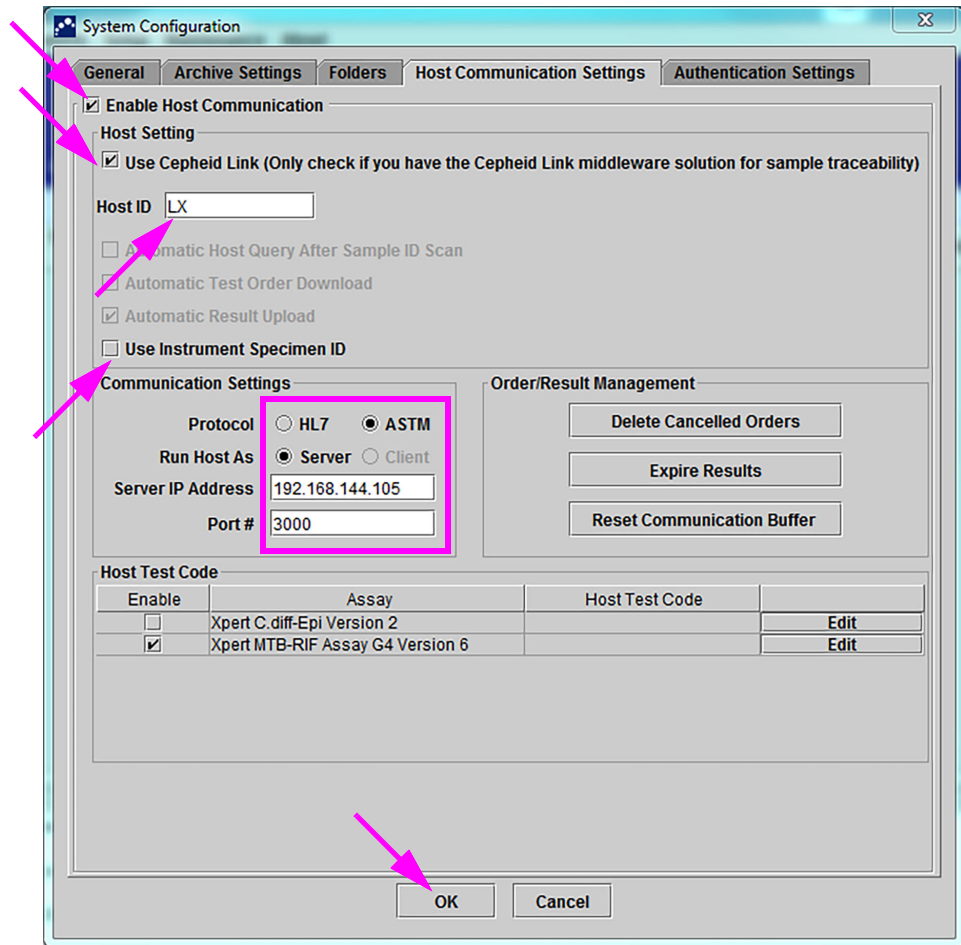 System Configuration
General Archive Settings Folders Host Communication Settings Authentication Settings
Enable Host Communication
Host Setting
Use Cepheid Link (Only check if you have the Cepheid Link middleware solution for sample traceability)
Host ID LX
Automatic Host Query After Sample ID Scan
Automatic Test Order Download
Automatic Result Upload
Use Instrument Specimen ID
Communication Settings
Protocol HL7 ASTM
Run Host As Server Client
Server IP Address 192.168.144.105
Port # 3000
Order/Result Management
Delete Cancelled Orders
Expire Results
Reset Communication Buffer
Host Test Code
Enable Assay Host Test Code
Xpert C.diff-Epi Version 2 Edit
Xpert MTB-RIF Assay G4 Version 6 Edit
OK Cancel